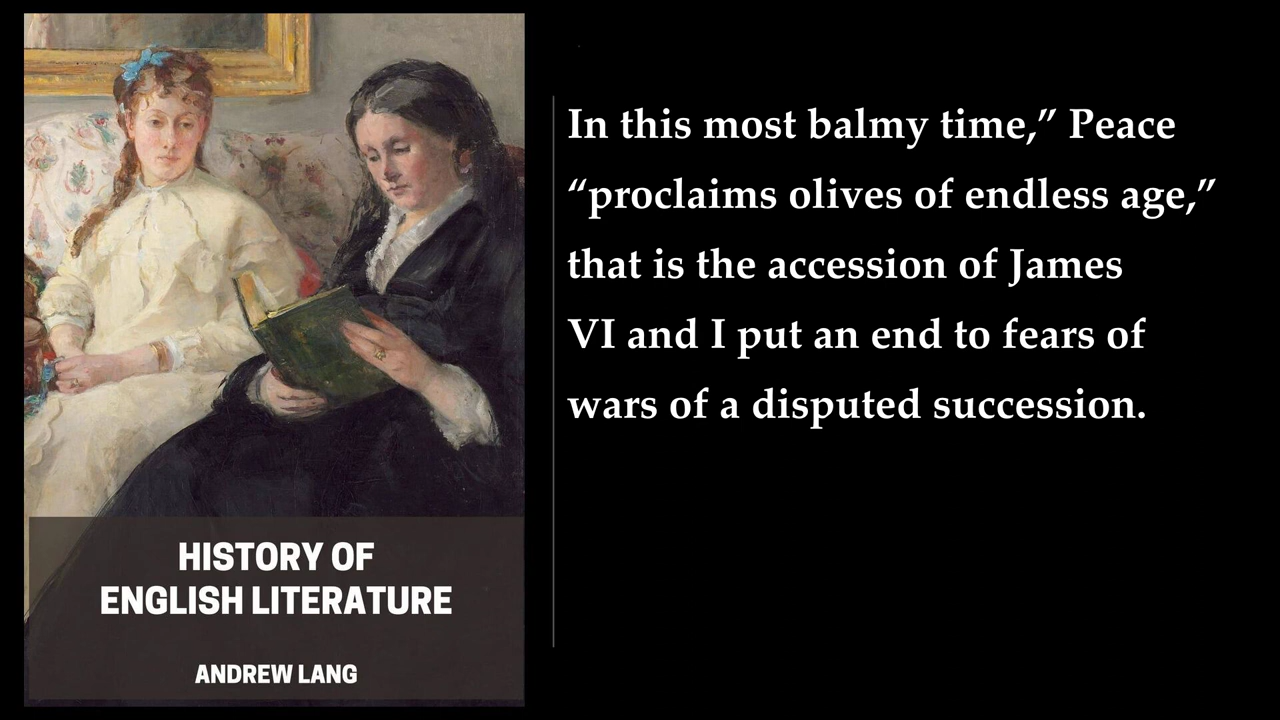 In this most balmy time,” Peace
“proclaims olives of endless age,”
that is the accession of James
VI and I put an end to fears of
wars of a disputed succession.
HISTORY OF
ENGLISH LITERATURE
ANDREW LANG